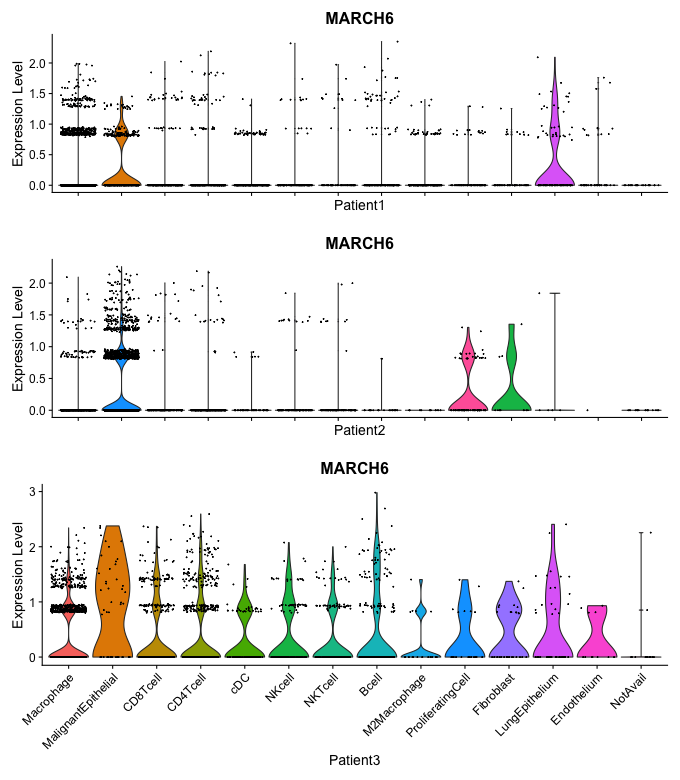 MARCH6
Expression Level
2.0
1.5
1.0
0.5
0.0
Patient1
MARCH6
Expression Level
2.0
1.5
1.0
0.5
0.0
Patient2
MARCH6
Expression Level
3
2
1
0
Macrophage
MalignantEpithelial
CD8Tcell
CD4Tcell
cDC
NKcell
NKTcell
Bcell
M2Macrophage
ProliferatingCell
Fibroblast
LungEpithelium
Endothelium
NotAvail
Patient3